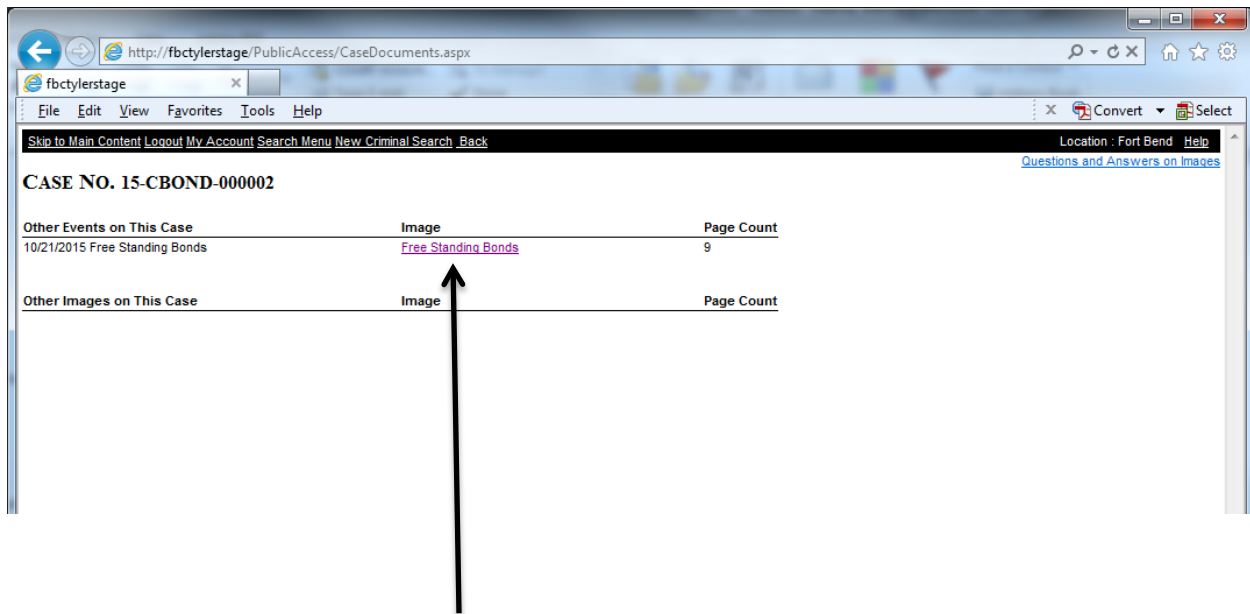 http://fbctylerstage/PublicAccess/CaseDocuments.aspx
fbctylerstage
File Edit View Favorites Tools Help
Convert Select
Skip to Main Content Logout My Account Search Menu New Criminal Search Back Location : Fort Bend Help
Questions and Answers on Images
CASE NO. 15-CBOND-000002
Other Events on This Case Image Page Count
10/21/2015 Free Standing Bonds Free Standing Bonds 9
Other Images on This Case Image Page Count